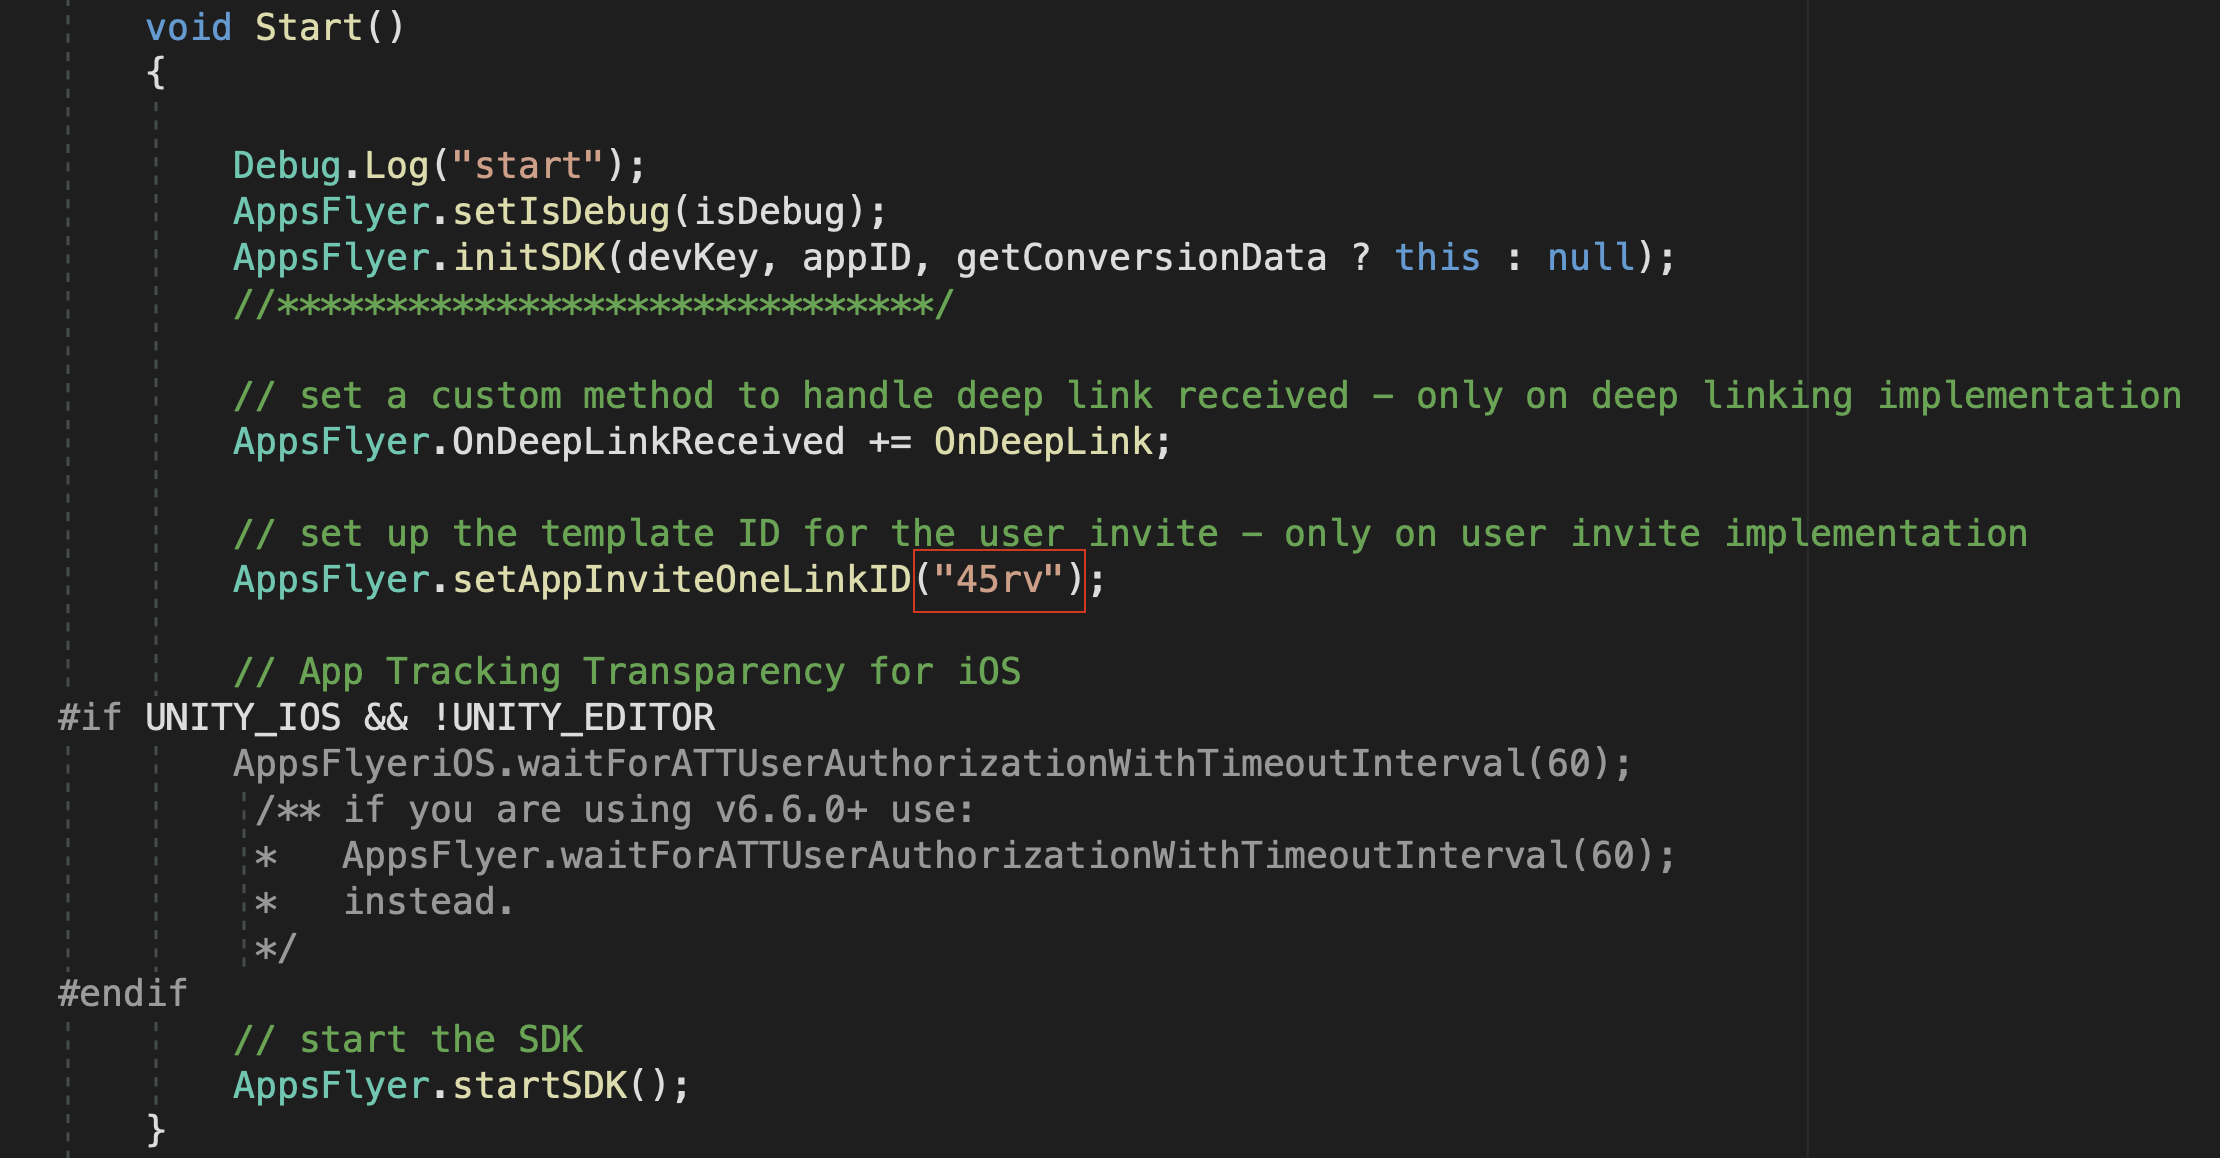 void Start()
{
Debug.Log("start");
AppsFlyer.setIsDebug(isDebug);
AppsFlyer.initSDK(devKey, appID, getConversionData ? this : null);
//******************************/
// set a custom method to handle deep link received – only on deep linking implementation
AppsFlyer.OnDeepLinkReceived += OnDeepLink;
// set up the template ID for the user invite – only on user invite implementation
AppsFlyer.setAppInviteOneLinkID("45rv");
// App Tracking Transparency for iOS
#if UNITY_IOS && !UNITY_EDITOR
AppsFlyeriOS.waitForATTUserAuthorizationWithTimeoutInterval(60);
/** if you are using v6.6.0+ use:
*   AppsFlyer.waitForATTUserAuthorizationWithTimeoutInterval(60);
*   instead.
*/
#endif
// start the SDK
AppsFlyer.startSDK();
}